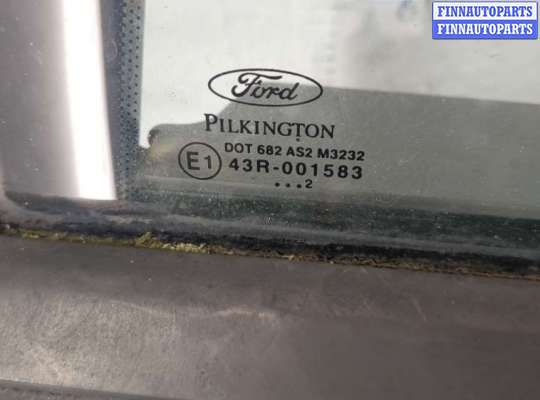 FINNAUTOPARTS
FINNAUTOPARTS
Ford
PILKINGTON
DOT 682 AS2 M3232
E1 43R-001583
...2